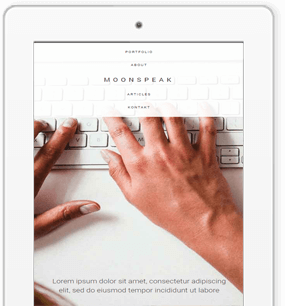 PORTFOLIO
ABOUT
MOONSPEAK
ARTICLES
KONTAKT
Lorem ipsum dolor sit amet, consectetur adipiscing
elit, sed do eiusmod tempor incididunt ut labore